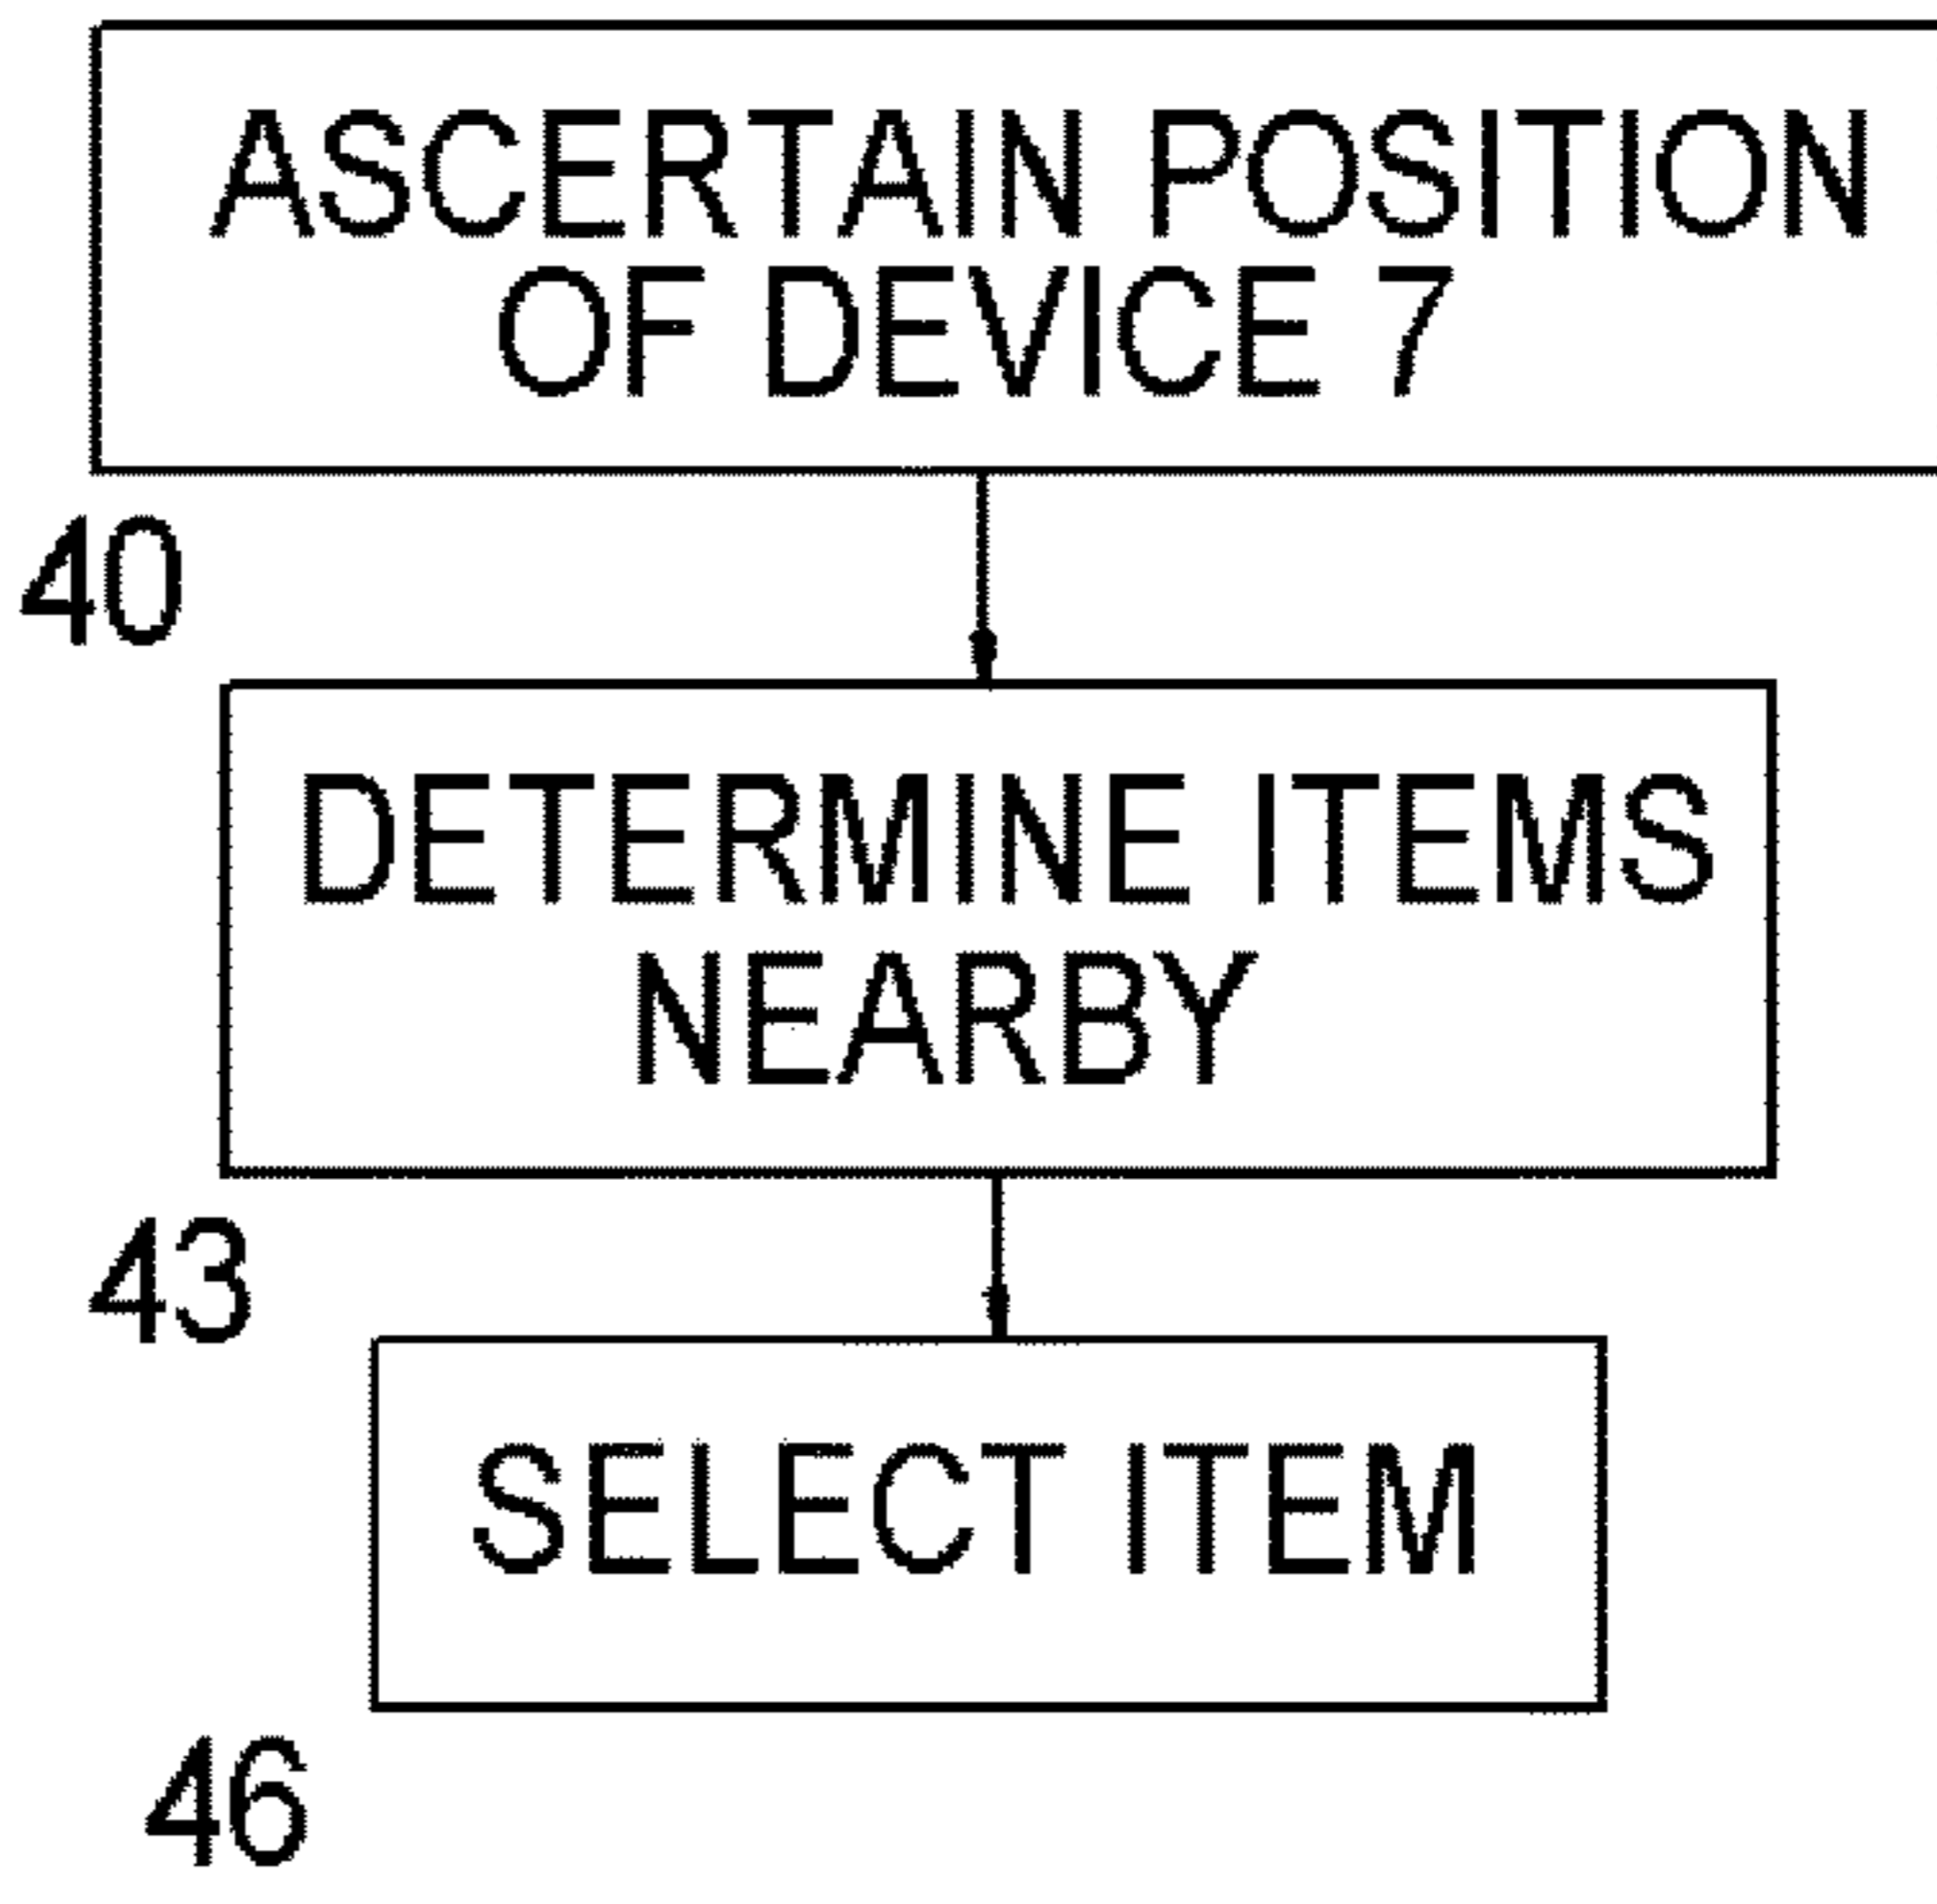 ASCERTAIN POSITION
OF DEVICE 7
40
DETERMINE ITEMS
NEARBY
43
SELECT ITEM
46